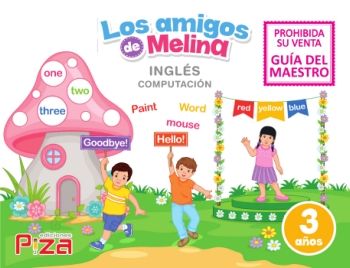 Los amigos
de Melina
INGLÉS
COMPUTACIÓN
PROHIBIDA
SU VENTA
GUÍA DEL
MAESTRO
one
two
three
Paint
Word
mouse
Goodbye!
Hello!
red
yellow
blue
ediciones
Piza
3
años